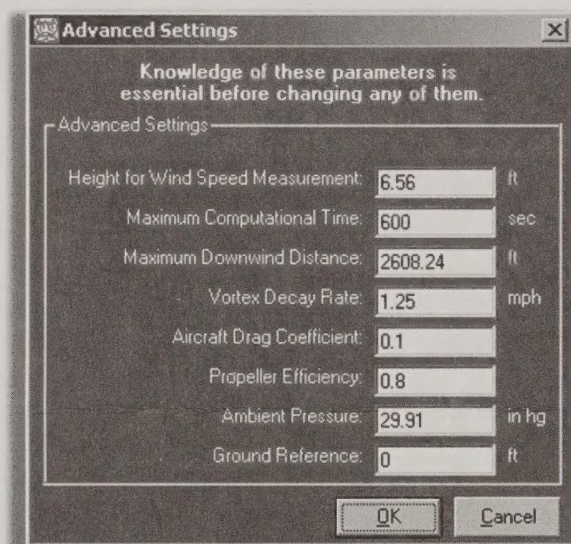 Advanced Settings
Knowledge of these parameters is
essential before changing any of them.
Advanced Settings
Height for Wind Speed Measurement: 6.56 ft
Maximum Computational Time: 600 sec
Maximum Downwind Distance: 2608.24 ft
Vortex Decay Rate: 1.25 mph
Aircraft Drag Coefficient: 0.1
Propeller Efficiency: 0.8
Ambient Pressure: 29.91 in hg
Ground Reference: 0 ft
OK Cancel